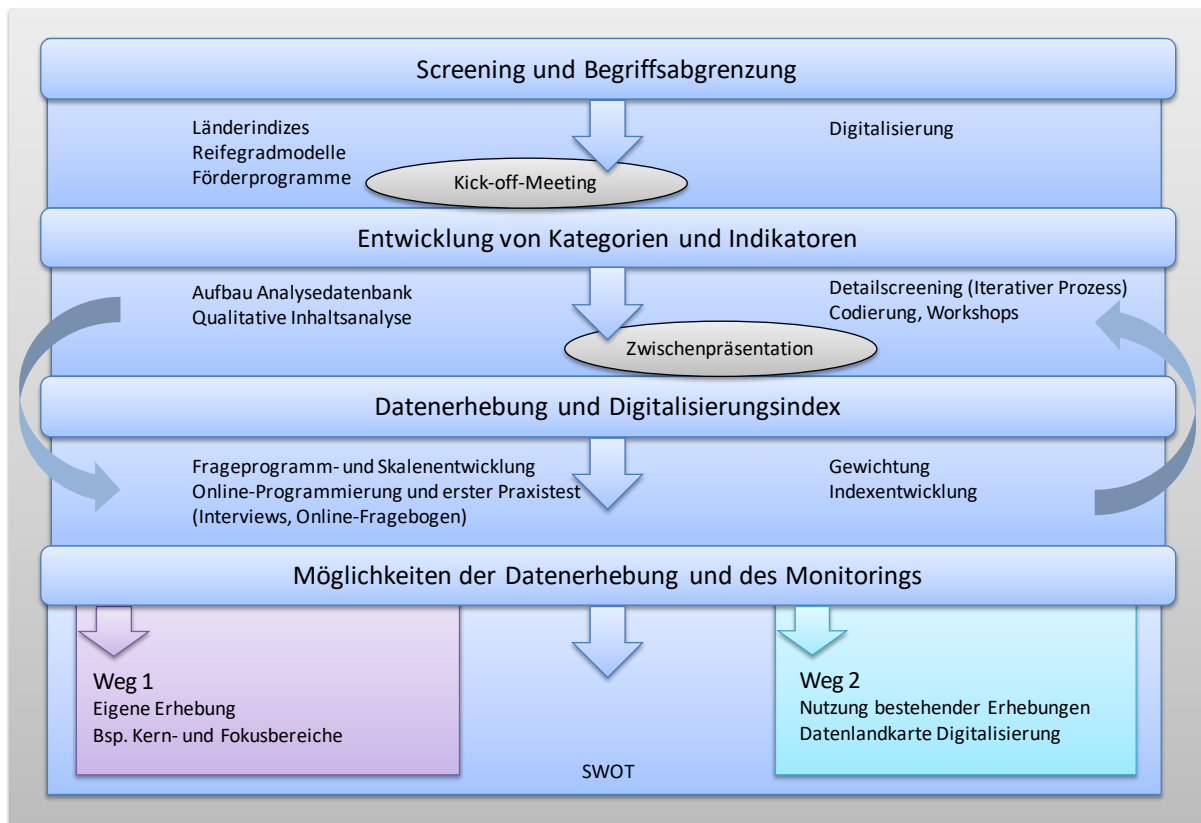 Screening und Begriffsabgrenzung
Länderindizes
Reifegradmodelle
Förderprogramme
Digitalisierung
Kick-off-Meeting
Entwicklung von Kategorien und Indikatoren
Aufbau Analysedatenbank
Qualitative Inhaltsanalyse
Detailscreening (Iterativer Prozess)
Codierung, Workshops
Zwischenpräsentation
Datenerhebung und Digitalisierungsindex
Frageprogramm- und Skalenentwicklung
Online-Programmierung und erster Praxistest
(Interviews, Online-Fragebogen)
Gewichtung
Indexentwicklung
Möglichkeiten der Datenerhebung und des Monitorings
Weg 1
Eigene Erhebung
Bsp. Kern- und Fokusbereiche
Weg 2
Nutzung bestehender Erhebungen
Datenlandkarte Digitalisierung
SWOT